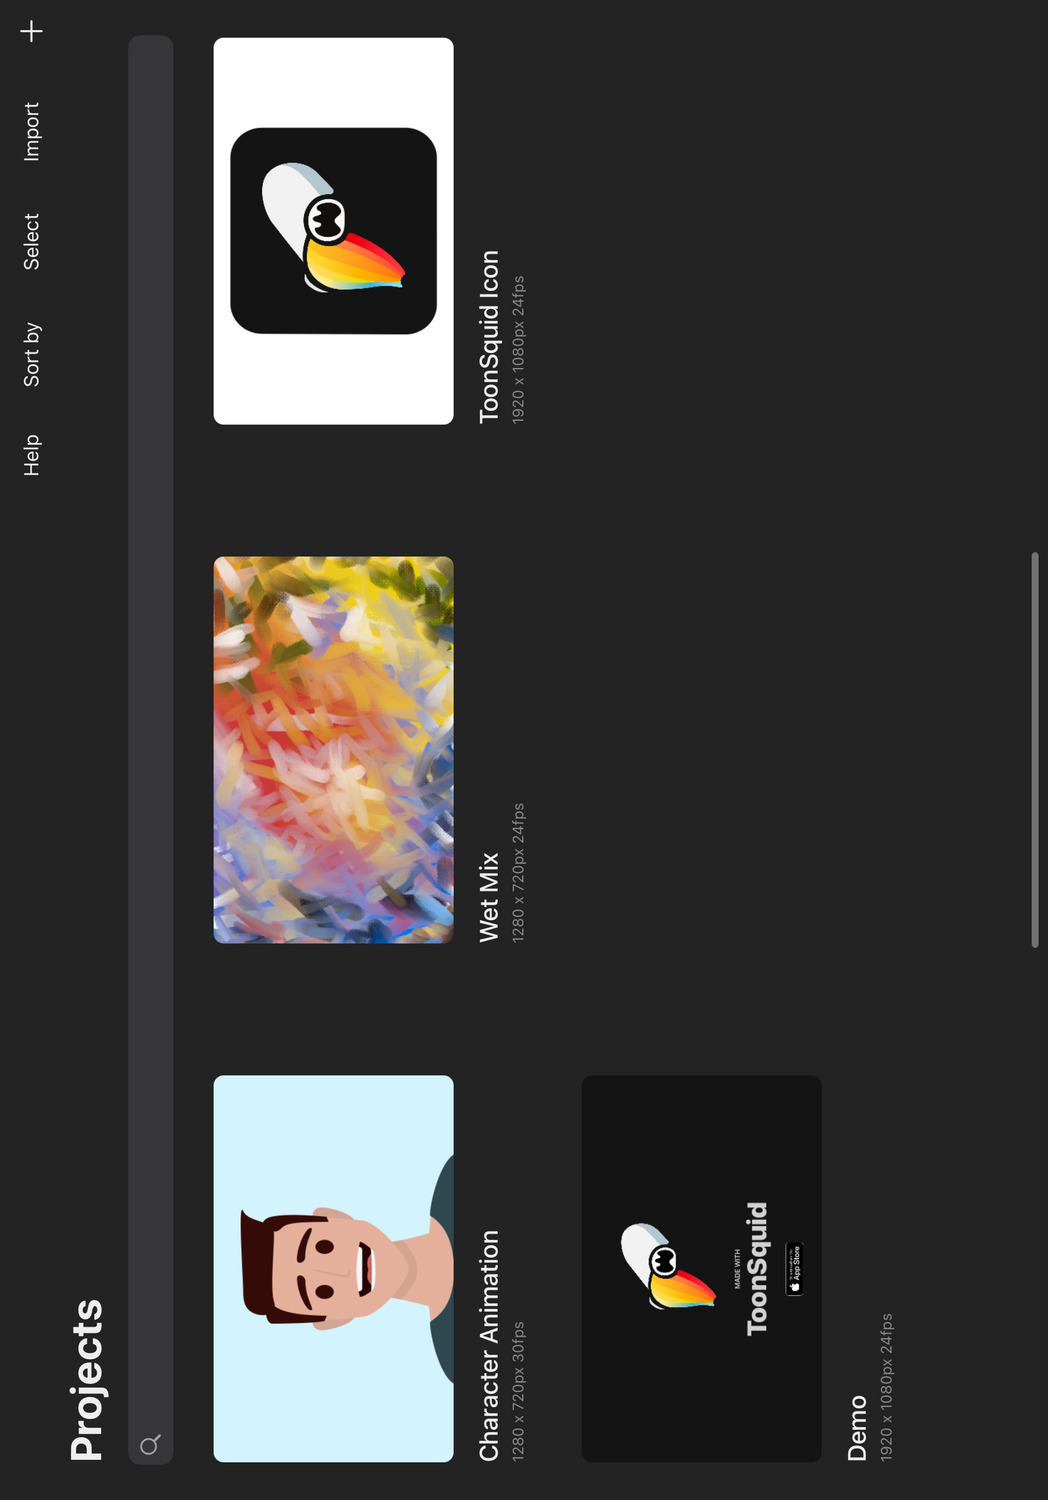 Help Sort by Select Import
Projects
Character Animation
1280 x 720px 30fps
Wet Mix
1280 x 720px 24fps
ToonSquid Icon
1920 x 1080px 24fps
MADE WITH
ToonSquid
App Store
Demo
1920 x 1080px 24fps